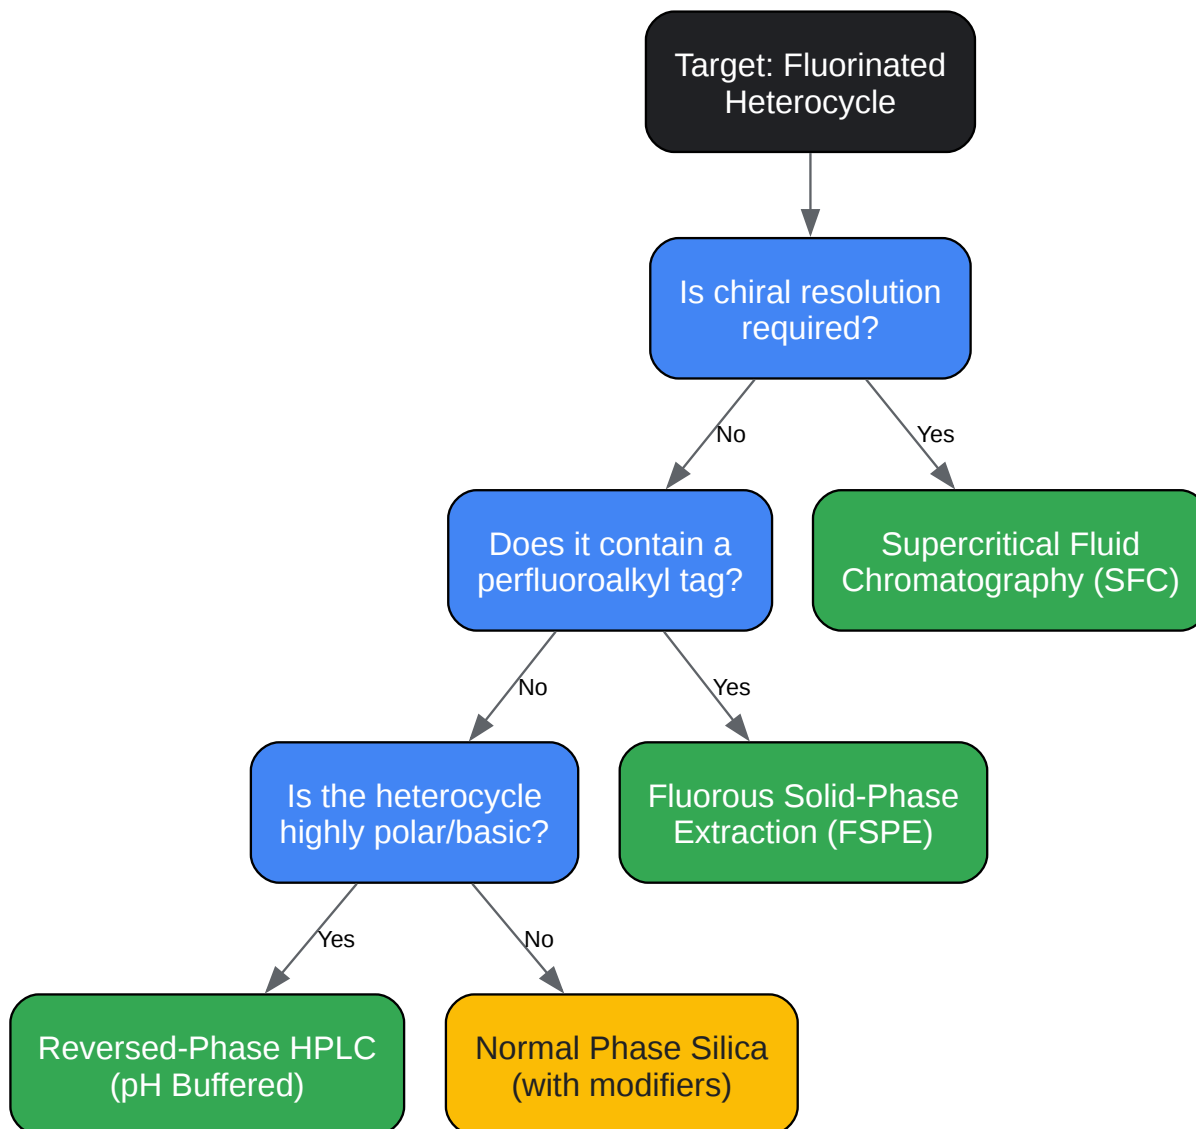 Target: Fluorinated
Heterocycle
Is chiral resolution
required?
No
Yes
Does it contain a
perfluoroalkyl tag?
Supercritical Fluid
Chromatography (SFC)
No
Yes
Is the heterocycle
highly polar/basic?
Fluorous Solid-Phase
Extraction (FSPE)
Yes
No
Reversed-Phase HPLC
(pH Buffered)
Normal Phase Silica
(with modifiers)